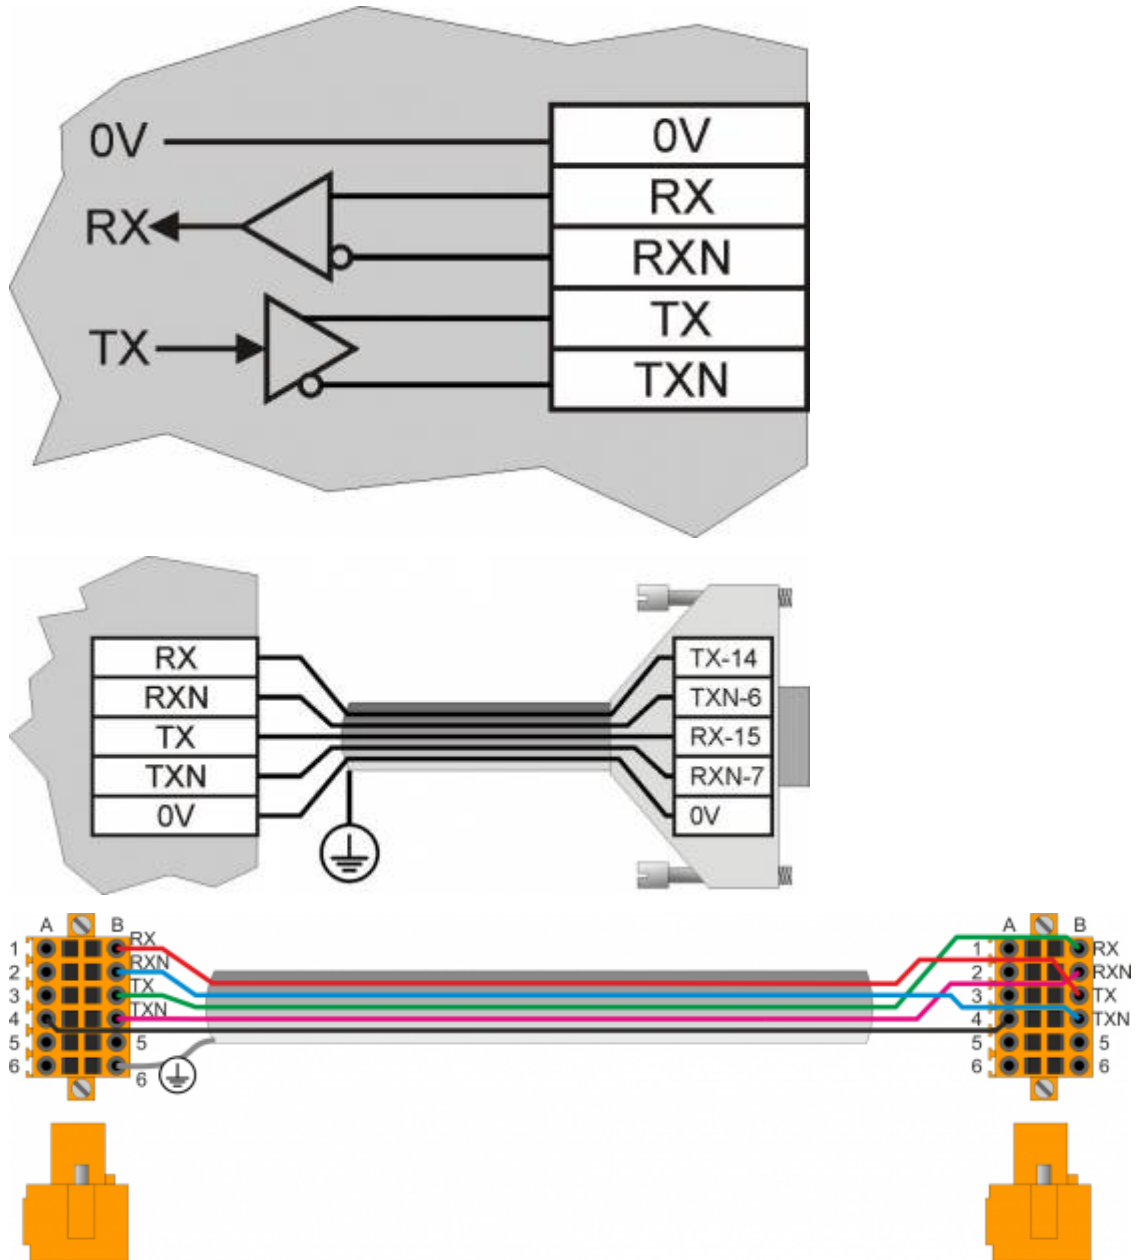 0V 0V
RX
RX
RXN
TX
TX
TXN
RX TX-14
RXN TXN-6
TX RX-15
TXN RXN-7
0V 0V
A B A B
1 RX 1 RX
2 RXN 2 RXN
3 TX 3 TX
4 TXN 4 TXN
5 5 5 5
6 6 6 6